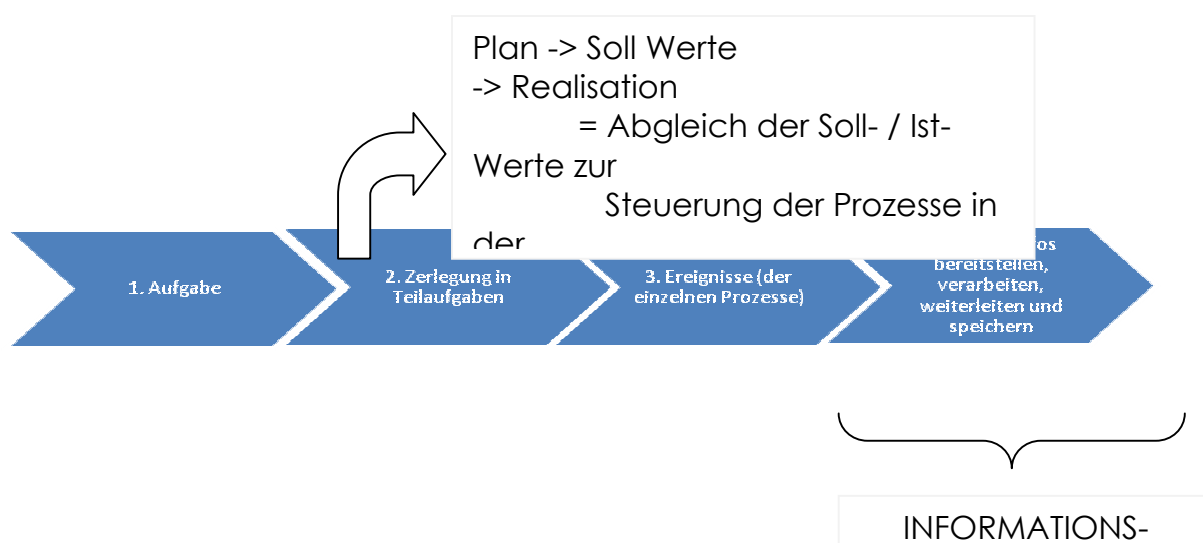 Plan -> Soll Werte
-> Realisation
= Abgleich der Soll- / Ist-
Werte zur
Steuerung der Prozesse in
der
1. Aufgabe
2. Zerlegung in
Teilaufgaben
3. Ereignisse (der
einzelnen Prozesse)
bereitstellen,
verarbeiten,
weiterleiten und
speichern
INFORMATIONS-